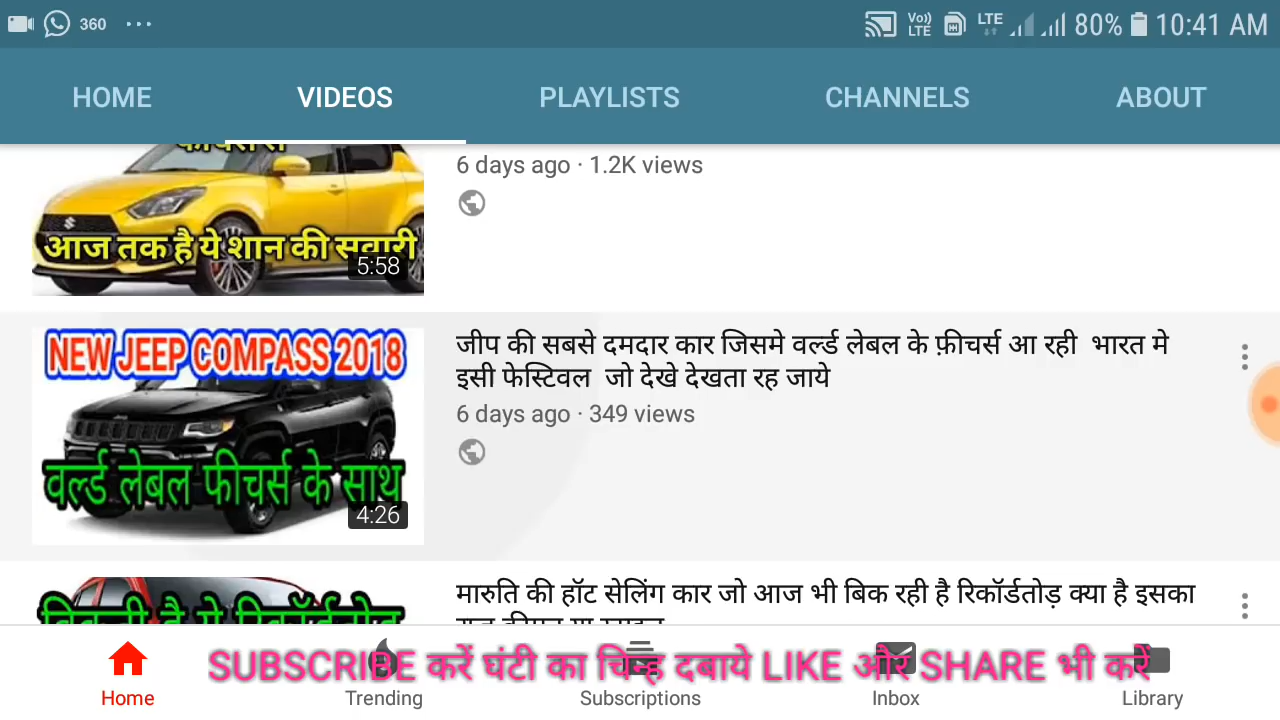 360
Vo))
LTE
LTE
80%
10:41 AM
HOME
VIDEOS
PLAYLISTS
CHANNELS
ABOUT
6 days ago · 1.2K views
आज तक है ये शान की सवारी
5:58
NEW JEEP COMPASS 2018
वर्ल्ड लेबल फीचर्स के साथ
4:26
जीप की सबसे दमदार कार जिसमे वर्ल्ड लेबल के फ़ीचर्स आ रही भारत मे
इसी फेस्टिवल जो देखे देखता रह जाये
6 days ago · 349 views
बिकती है ये रिकॉर्डतोड़
मारुति की हॉट सेलिंग कार जो आज भी बिक रही है रिकॉर्डतोड़ क्या है इसका
SUBSCRIBE करें घंटी का चिन्ह दबाये LIKE और SHARE भी करें
Home
Trending
Subscriptions
Inbox
Library